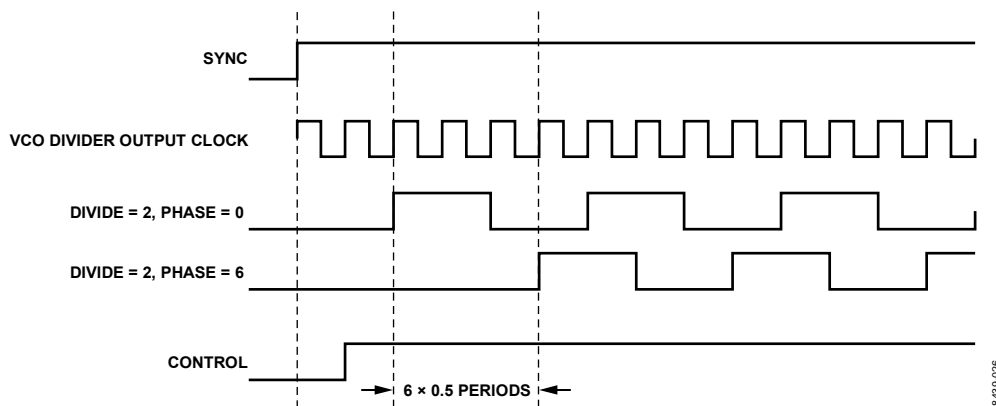 SYNC
VCO DIVIDER OUTPUT CLOCK
DIVIDE = 2, PHASE = 0
DIVIDE = 2, PHASE = 6
CONTROL
6 × 0.5 PERIODS